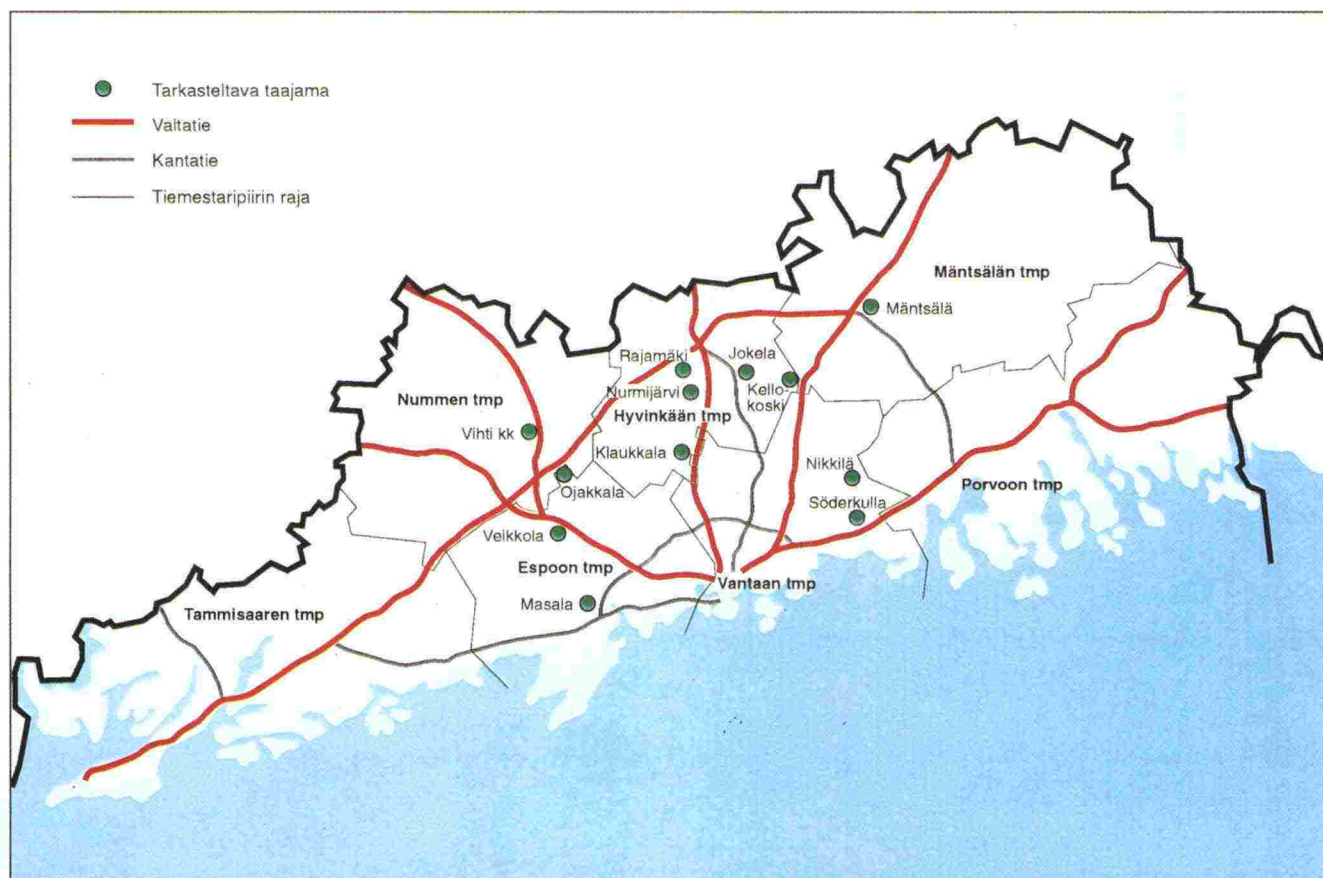 Tarkasteltava taajama
Valtatie
Kantatie
Tiemestaripiirin raja
Mäntsälän tmp
Mäntsälä
Rajamäki
Jokela
Nurmijärvi
Kello-
koski
Nummen tmp
Hyvinkään tmp
Vihti kk
Klaukkala
Nikkilä
Ojakkala
Porvoon tmp
Söderkulla
Veikkola
Espoon tmp
Vantaan tmp
Masala
Tammisaaren tmp